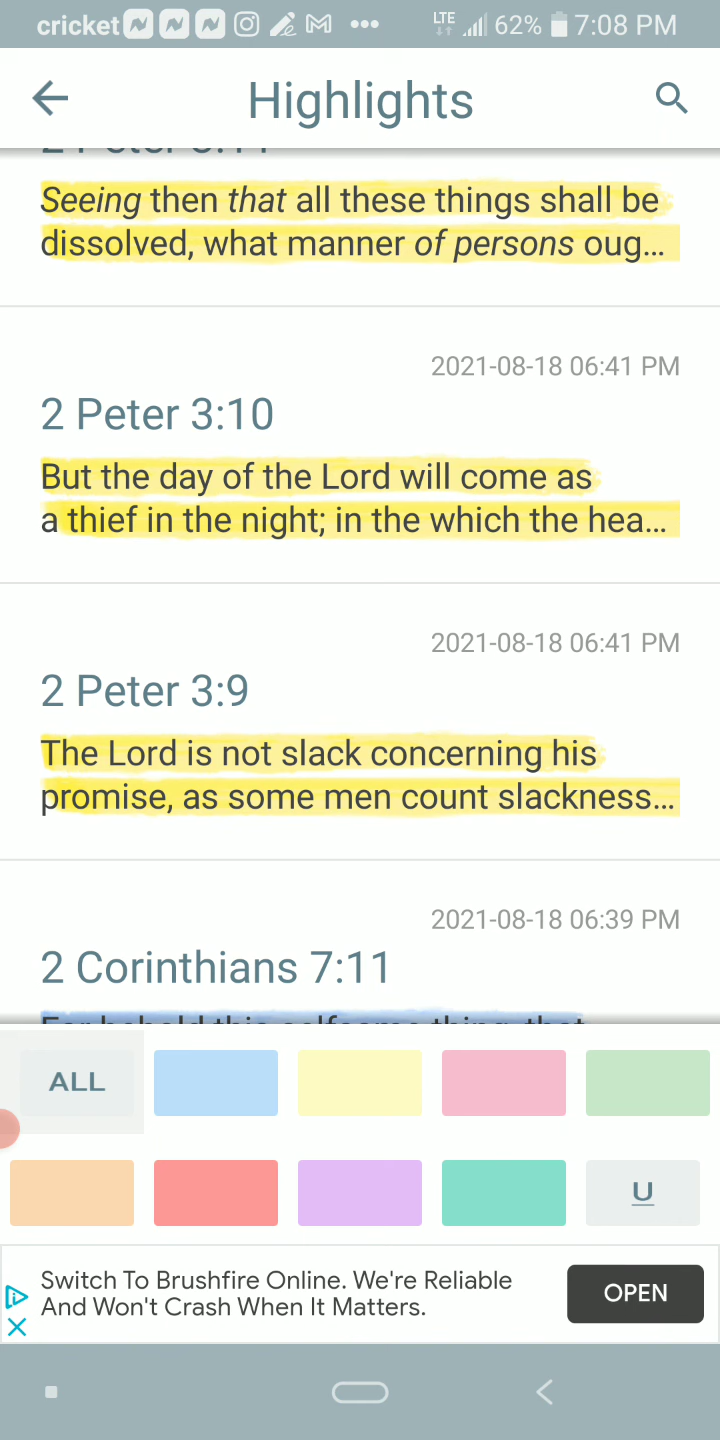 cricket ••• LTE 62% 7:08 PM
Highlights
Seeing then that all these things shall be
dissolved, what manner of persons oug...
2021-08-18 06:41 PM
2 Peter 3:10
But the day of the Lord will come as
a thief in the night; in the which the hea...
2021-08-18 06:41 PM
2 Peter 3:9
The Lord is not slack concerning his
promise, as some men count slackness...
2021-08-18 06:39 PM
2 Corinthians 7:11
ALL
U
Switch To Brushfire Online. We're Reliable
And Won't Crash When It Matters.
OPEN